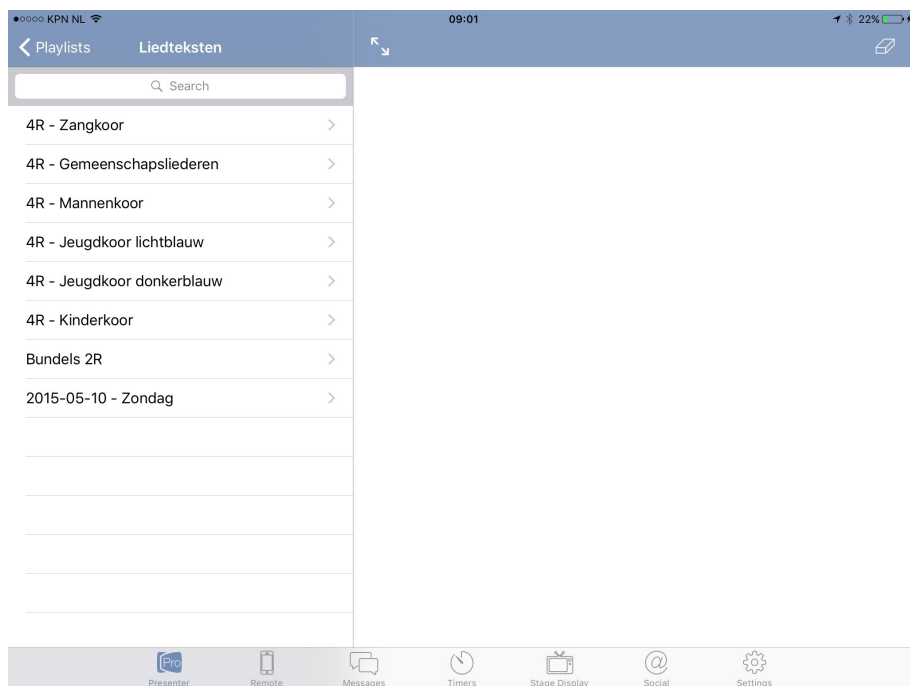 KPN NL 09:01 22%
Playlists Liedteksten
Search
4R - Zangkoor
4R - Gemeenschapsliederen
4R - Mannenkoor
4R - Jeugdkoor lichtblauw
4R - Jeugdkoor donkerblauw
4R - Kinderkoor
Bundels 2R
2015-05-10 - Zondag
Pro
Presenter Remote Messages Timers Stage Display Social Settings